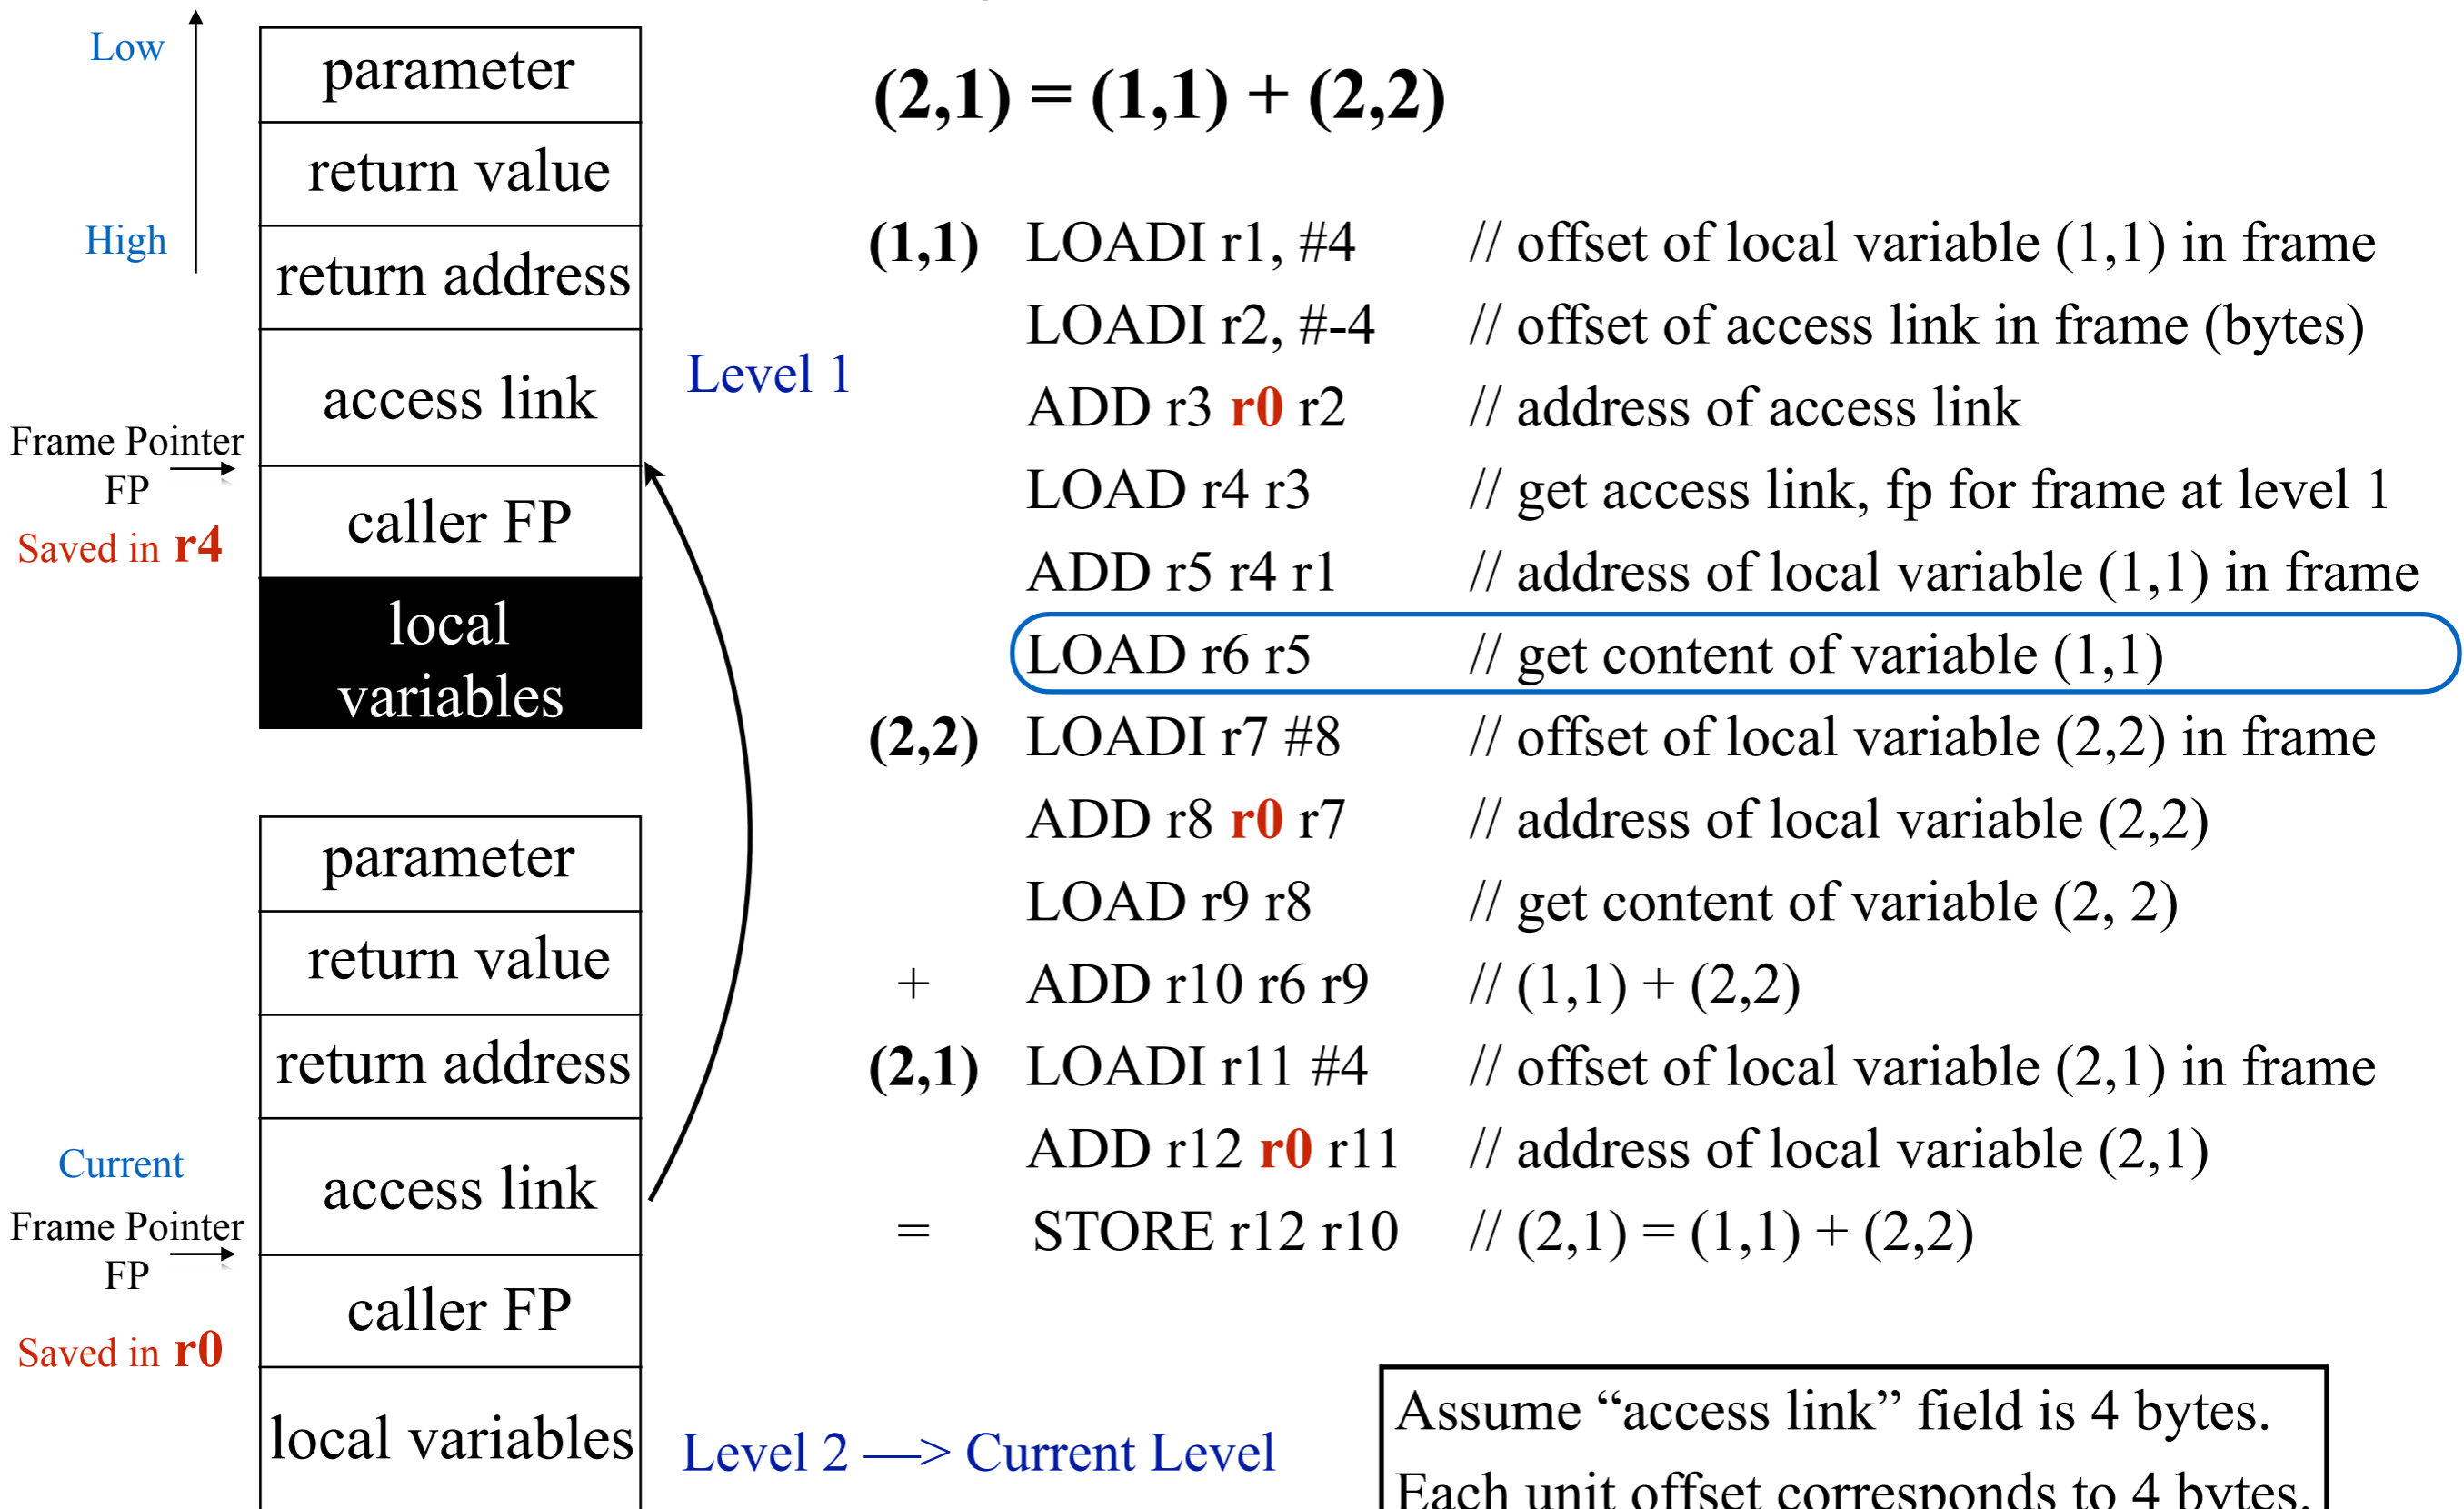 Low
High
parameter
return value
return address
access link
Frame Pointer
FP
Saved in r4
caller FP
local
variables
Level 1
parameter
return value
return address
access link
Current
Frame Pointer
FP
Saved in r0
caller FP
local variables
Level 2 —> Current Level
(2,1) = (1,1) + (2,2)
(1,1) LOADI r1, #4 // offset of local variable (1,1) in frame
LOADI r2, #-4 // offset of access link in frame (bytes)
ADD r3 r0 r2 // address of access link
LOAD r4 r3 // get access link, fp for frame at level 1
ADD r5 r4 r1 // address of local variable (1,1) in frame
LOAD r6 r5 // get content of variable (1,1)
(2,2) LOADI r7 #8 // offset of local variable (2,2) in frame
ADD r8 r0 r7 // address of local variable (2,2)
LOAD r9 r8 // get content of variable (2, 2)
+ ADD r10 r6 r9 // (1,1) + (2,2)
(2,1) LOADI r11 #4 // offset of local variable (2,1) in frame
ADD r12 r0 r11 // address of local variable (2,1)
= STORE r12 r10 // (2,1) = (1,1) + (2,2)
Assume “access link” field is 4 bytes.
Each unit offset corresponds to 4 bytes.